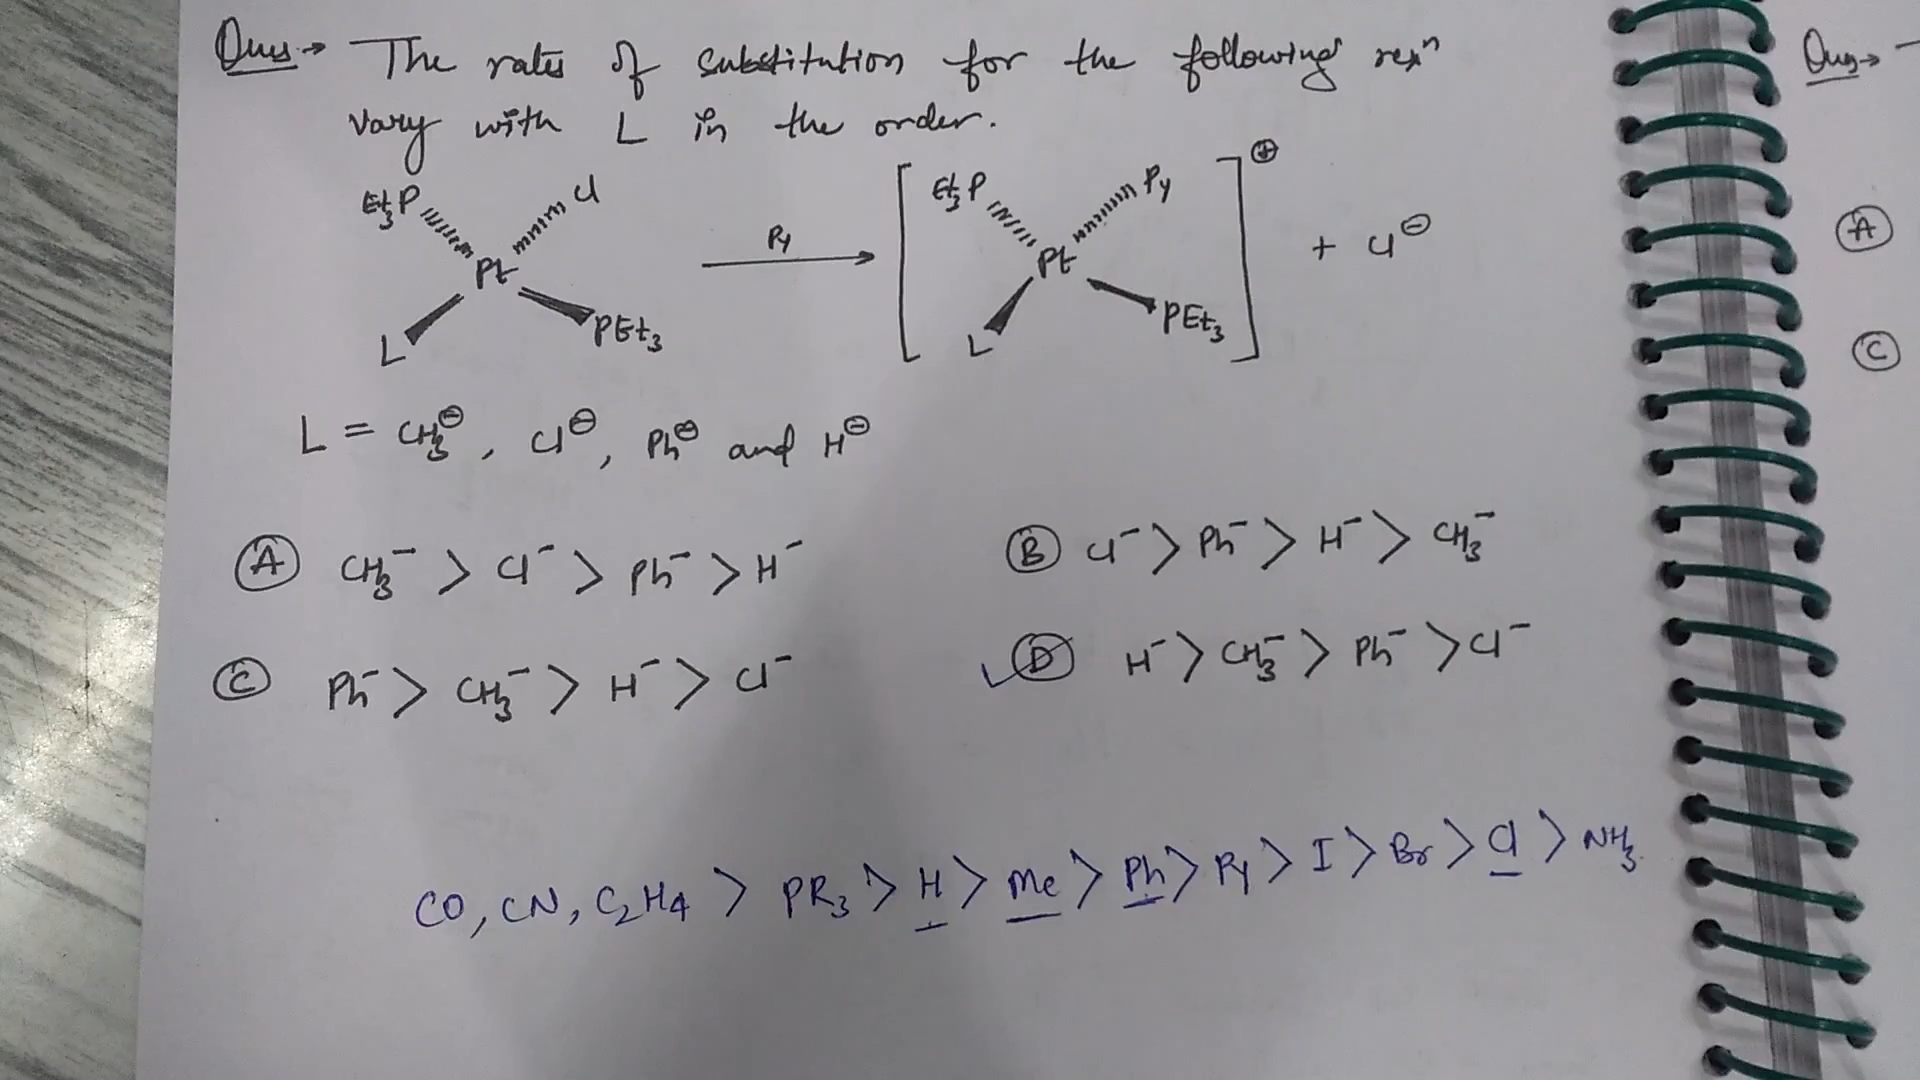 Ques → The rates of substitution for the following rexⁿ
vary with L in the order.
Et₃P Cl Pt L PEt₃
Py
[Et₃P Py Pt L PEt₃]⊕ + Cl⊖
L = CH₃⊖, Cl⊖, Ph⊖ and H⊖
Ⓐ CH₃⁻ > Cl⁻ > Ph⁻ > H⁻
Ⓑ Cl⁻ > Ph⁻ > H⁻ > CH₃⁻
Ⓒ Ph⁻ > CH₃⁻ > H⁻ > Cl⁻
✓Ⓓ H⁻ > CH₃⁻ > Ph⁻ > Cl⁻
CO, CN, C₂H₄ > PR₃ > H > Me > Ph > Py > I > Br > Cl > NH₃
Ques →
Ⓐ
Ⓒ